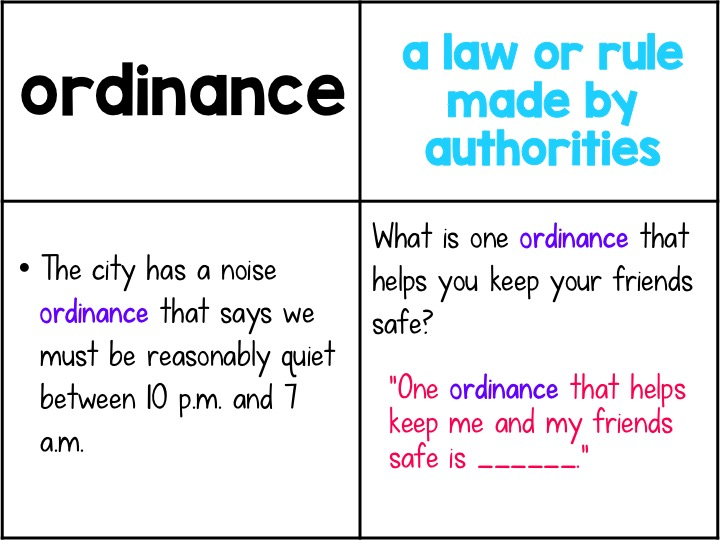 ordinance
a law or rule
made by
authorities
• The city has a noise
ordinance that says we
must be reasonably quiet
between 10 p.m. and 7
a.m.
What is one ordinance that
helps you keep your friends
safe?
"One ordinance that helps
keep me and my friends
safe is ______."